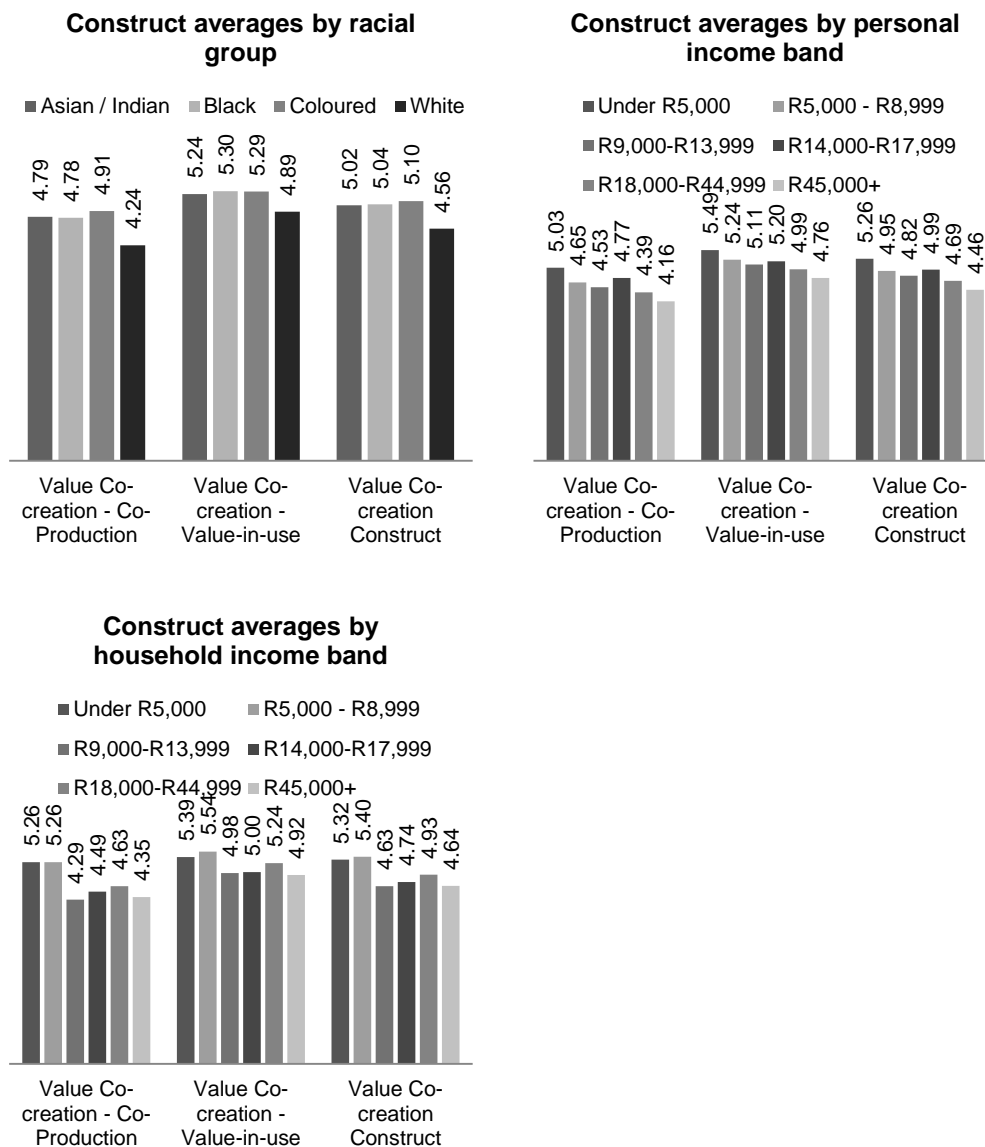 Construct averages by racial
group
Asian / Indian Black Coloured White
4.79 4.78 4.91 4.24 5.24 5.30 5.29 4.89 5.02 5.04 5.10 4.56
Value Co- Value Co- Value Co-
creation - Co- creation - creation
Production Value-in-use Construct
Construct averages by personal
income band
Under R5,000 R5,000 - R8,999
R9,000-R13,999 R14,000-R17,999
R18,000-R44,999 R45,000+
5.03 4.65 4.53 4.77 4.39 4.16 5.49 5.24 5.11 5.20 4.99 4.76 5.26 4.95 4.82 4.99 4.69 4.46
Value Co- Value Co- Value Co-
creation - Co- creation - creation
Production Value-in-use Construct
Construct averages by
household income band
Under R5,000 R5,000 - R8,999
R9,000-R13,999 R14,000-R17,999
R18,000-R44,999 R45,000+
5.26 5.26 4.29 4.49 4.63 4.35 5.39 5.54 4.98 5.00 5.24 4.92 5.32 5.40 4.63 4.74 4.93 4.64
Value Co- Value Co- Value Co-
creation - Co- creation - creation
Production Value-in-use Construct